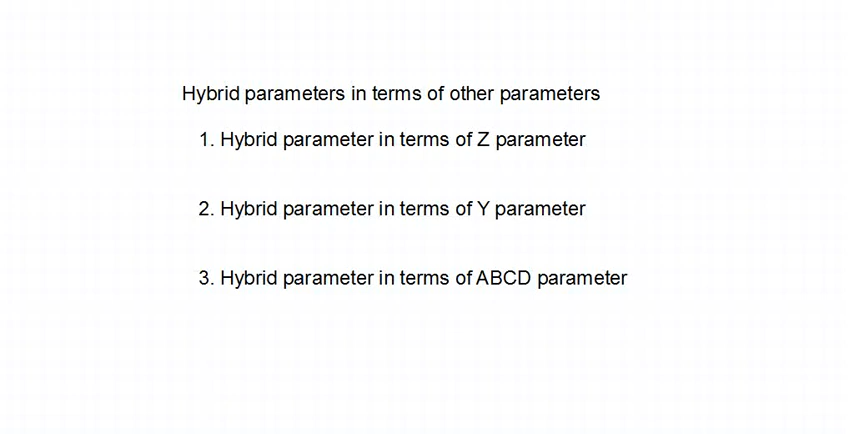 Hybrid parameters in terms of other parameters
1. Hybrid parameter in terms of Z parameter
2. Hybrid parameter in terms of Y parameter
3. Hybrid parameter in terms of ABCD parameter